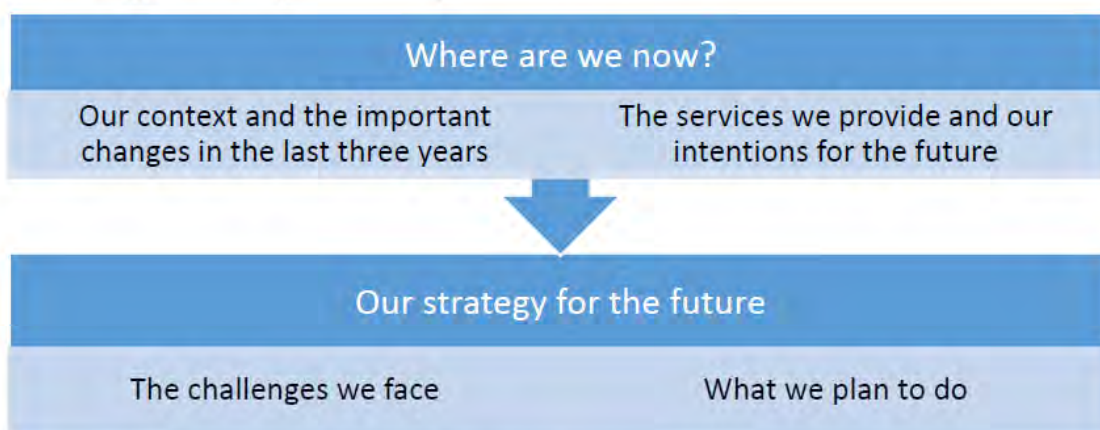 Where are we now?
Our context and the important
changes in the last three years
The services we provide and our
intentions for the future
Our strategy for the future
The challenges we face
What we plan to do